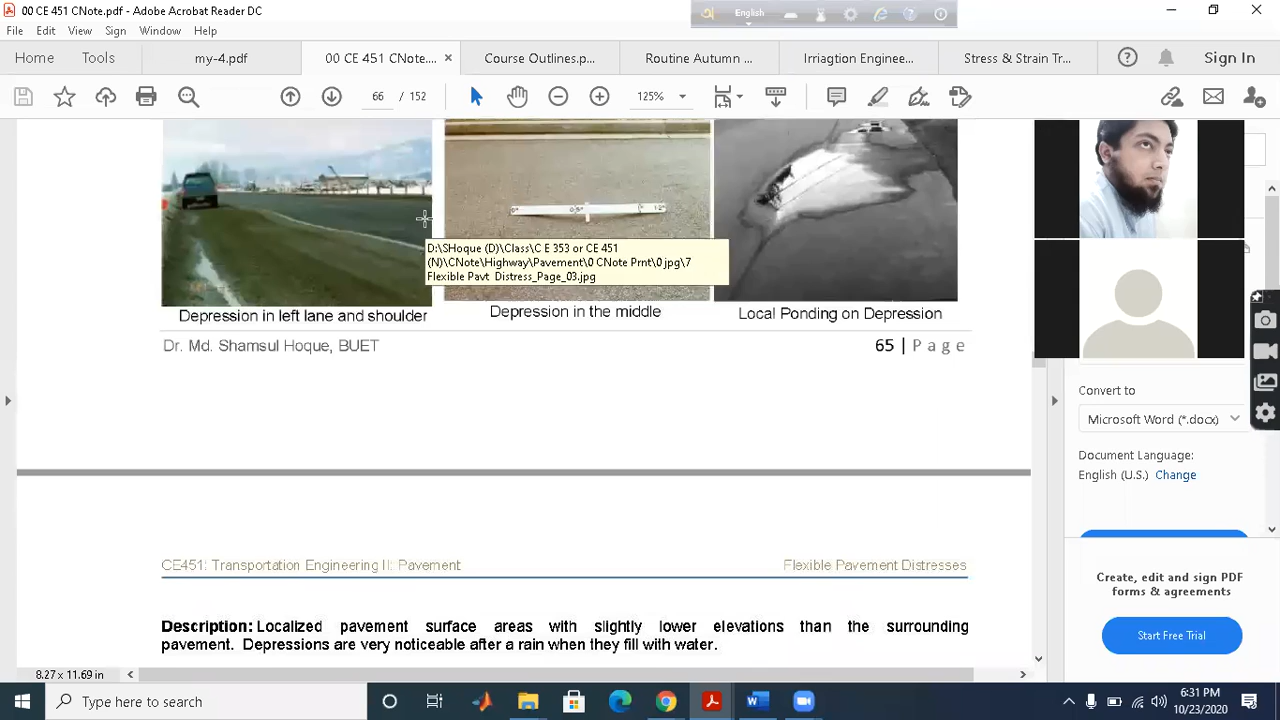 00 CE 451 CNote.pdf - Adobe Acrobat Reader DC
English
File Edit View Sign Window Help
Home Tools my-4.pdf 00 CE 451 CNote.... × Course Outlines.p... Routine Autumn ... Irriagtion Enginee... Stress & Strain Tr... Sign In
66 / 152 125%
D:\SHoque (D)\Class\C E 353 or CE 451
(N)\CNote\Highway\Pavement\0 CNote Prnt\0 jpg\7
Flexible Pavt Distress_Page_03.jpg
Depression in left lane and shoulder Depression in the middle Local Ponding on Depression
Dr. Md. Shamsul Hoque, BUET 65 | Page
CE451: Transportation Engineering II: Pavement Flexible Pavement Distresses
Description: Localized pavement surface areas with slightly lower elevations than the surrounding
pavement. Depressions are very noticeable after a rain when they fill with water.
8.27 x 11.69 in
Convert to
Microsoft Word (*.docx)
Document Language:
English (U.S.) Change
Create, edit and sign PDF
forms & agreements
Start Free Trial
Type here to search
6:31 PM
10/23/2020